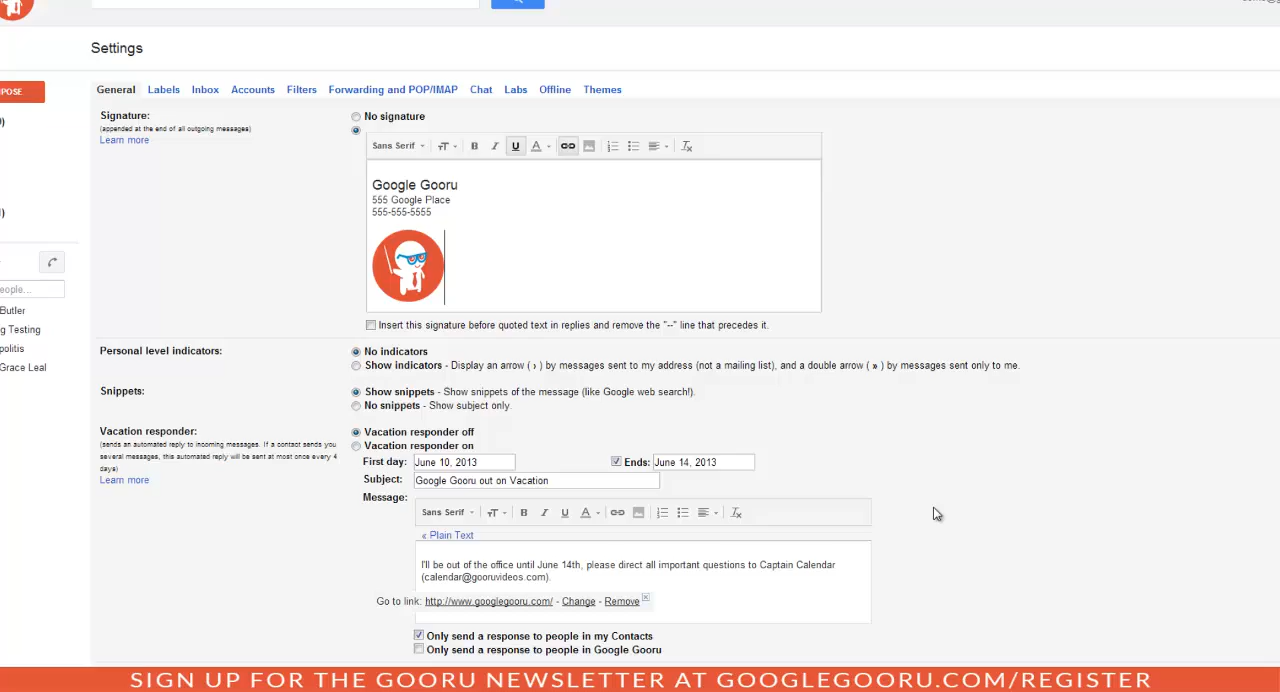 Settings
POSE
General Labels Inbox Accounts Filters Forwarding and POP/IMAP Chat Labs Offline Themes
Signature:
(appended at the end of all outgoing messages)
Learn more
No signature
Sans Serif
Google Gooru
555 Google Place
555-555-5555
Insert this signature before quoted text in replies and remove the "--" line that precedes it.
eople...
Butler
g Testing
politis
Grace Leal
Personal level indicators:
No indicators
Show indicators - Display an arrow ( › ) by messages sent to my address (not a mailing list), and a double arrow ( » ) by messages sent only to me.
Snippets:
Show snippets - Show snippets of the message (like Google web search!).
No snippets - Show subject only.
Vacation responder:
(sends an automated reply to incoming messages. If a contact sends you
several messages, this automated reply will be sent at most once every 4
days)
Learn more
Vacation responder off
Vacation responder on
First day: June 10, 2013 Ends: June 14, 2013
Subject: Google Gooru out on Vacation
Message:
Sans Serif
« Plain Text
I'll be out of the office until June 14th, please direct all important questions to Captain Calendar
(calendar@gooruvideos.com).
Go to link: http://www.googlegooru.com/ - Change - Remove
Only send a response to people in my Contacts
Only send a response to people in Google Gooru
SIGN UP FOR THE GOORU NEWSLETTER AT GOOGLEGOORU.COM/REGISTER